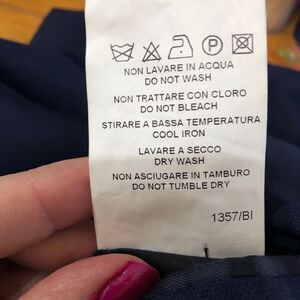 P
NON LAVARE IN ACQUA
DO NOT WASH
NON TRATTARE CON CLORO
DO NOT BLEACH
STIRARE A BASSA TEMPERATURA
COOL IRON
LAVARE A SECCO
DRY WASH
NON ASCIUGARE IN TAMBURO
DO NOT TUMBLE DRY
1357/BI